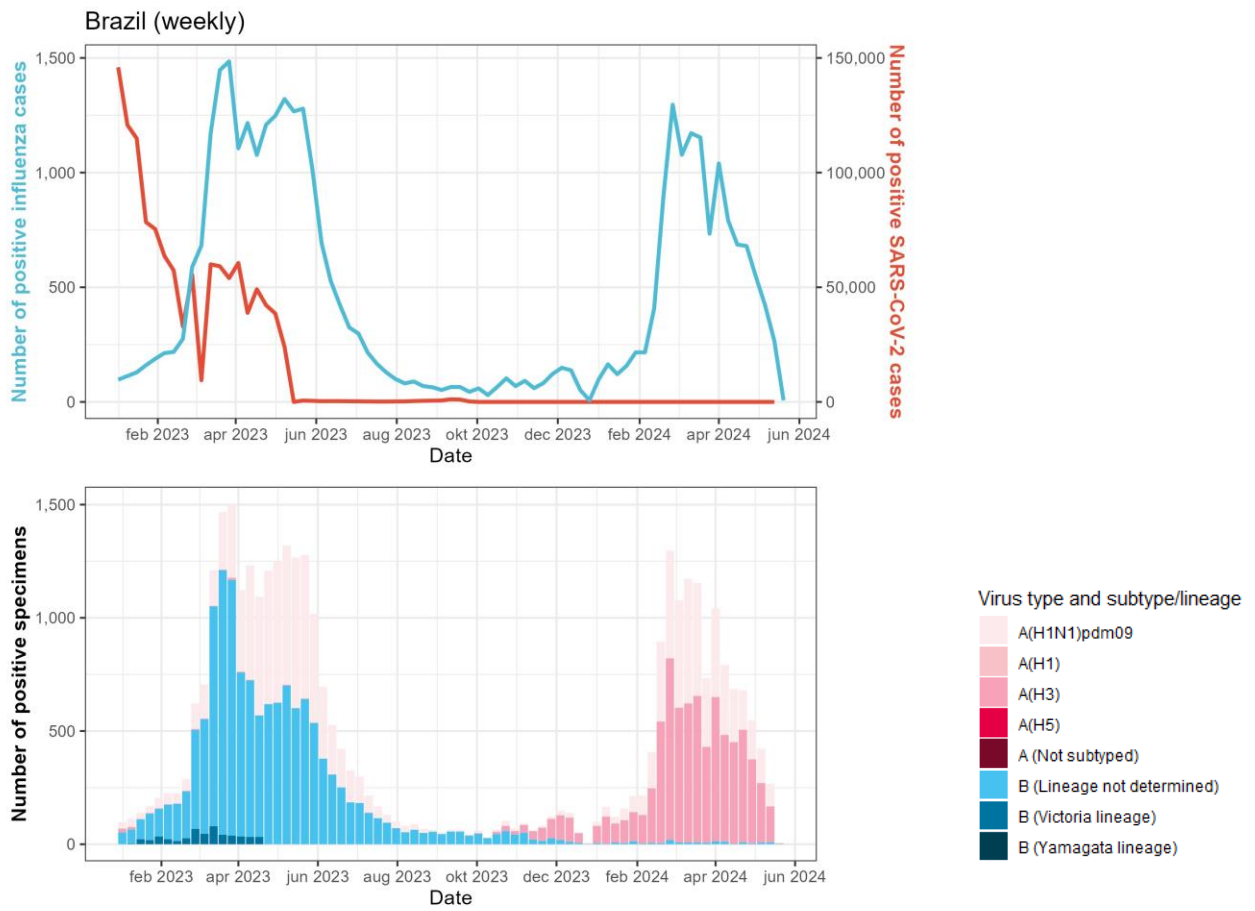 Brazil (weekly)
Number of positive influenza cases
1,500
1,000
500
0
150,000
100,000
50,000
0
Number of positive SARS-CoV-2 cases
feb 2023 apr 2023 jun 2023 aug 2023 okt 2023 dec 2023 feb 2024 apr 2024 jun 2024
Date
Number of positive specimens
1,500
1,000
500
0
feb 2023 apr 2023 jun 2023 aug 2023 okt 2023 dec 2023 feb 2024 apr 2024 jun 2024
Date
Virus type and subtype/lineage
A(H1N1)pdm09
A(H1)
A(H3)
A(H5)
A (Not subtyped)
B (Lineage not determined)
B (Victoria lineage)
B (Yamagata lineage)